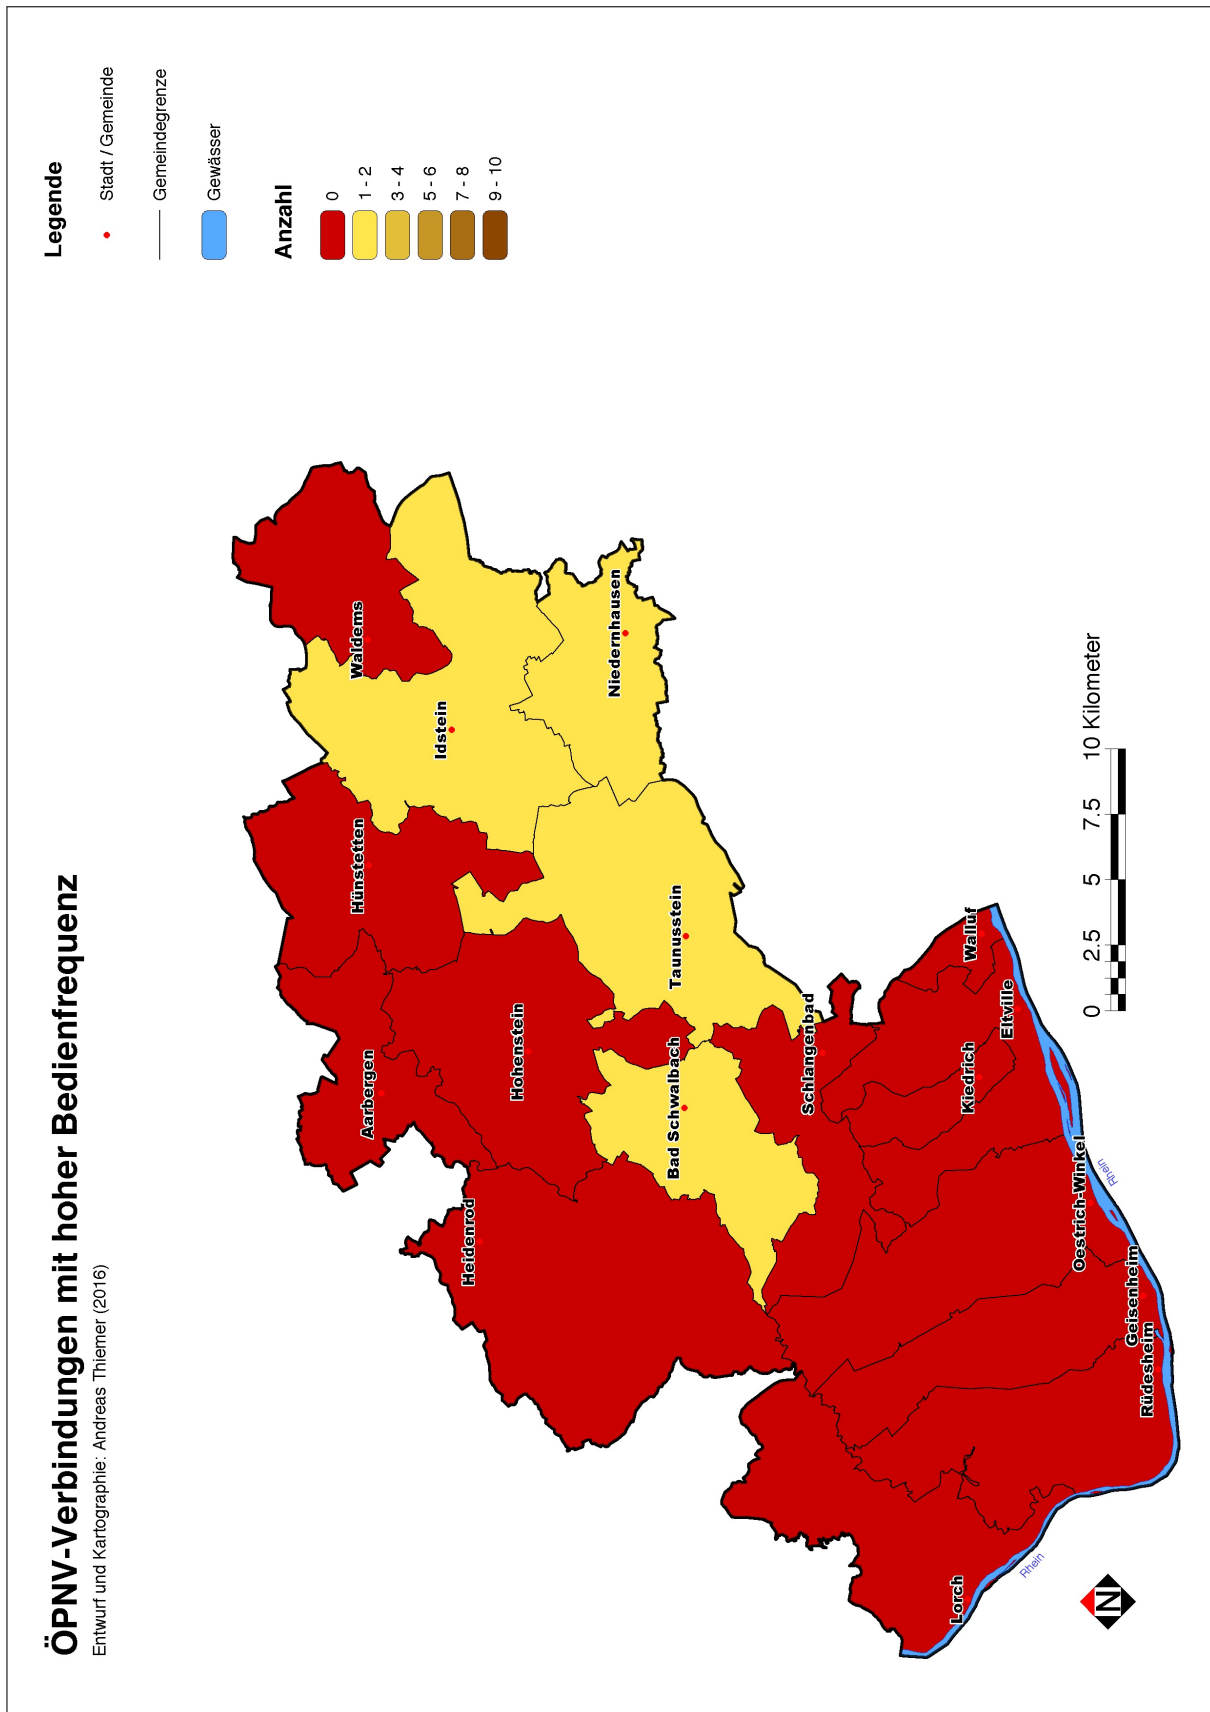 ÖPNV-Verbindungen mit hoher Bedienfrequenz
Entwurf und Kartographie: Andreas Thiemer (2016)
Legende
Stadt / Gemeinde
Gemeindegrenze
Gewässer
Anzahl
0
1 - 2
3 - 4
5 - 6
7 - 8
9 - 10
Waldems
Hünstetten
Aarbergen
Idstein
Heidenrod
Hohenstein
Niedernhausen
Taunusstein
Bad Schwalbach
Schlangenbad
Walluf
Eltville
Kiedrich
Oestrich-Winkel
Geisenheim
Rüdesheim
Lorch
Rhein
Rhein
0 2.5 5 7.5 10 Kilometer
N